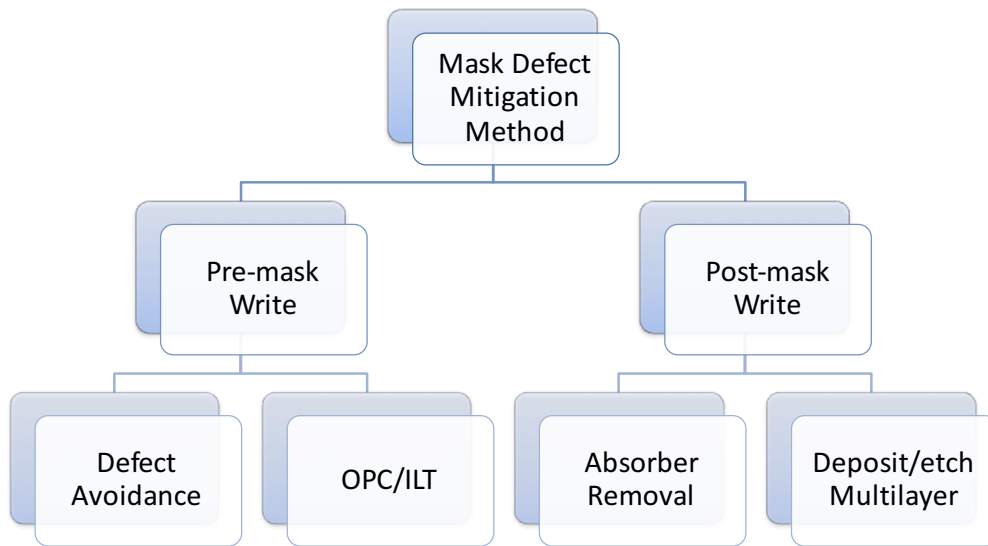 Mask Defect
Mitigation
Method
Pre-mask
Write
Post-mask
Write
Defect
Avoidance
OPC/ILT
Absorber
Removal
Deposit/etch
Multilayer